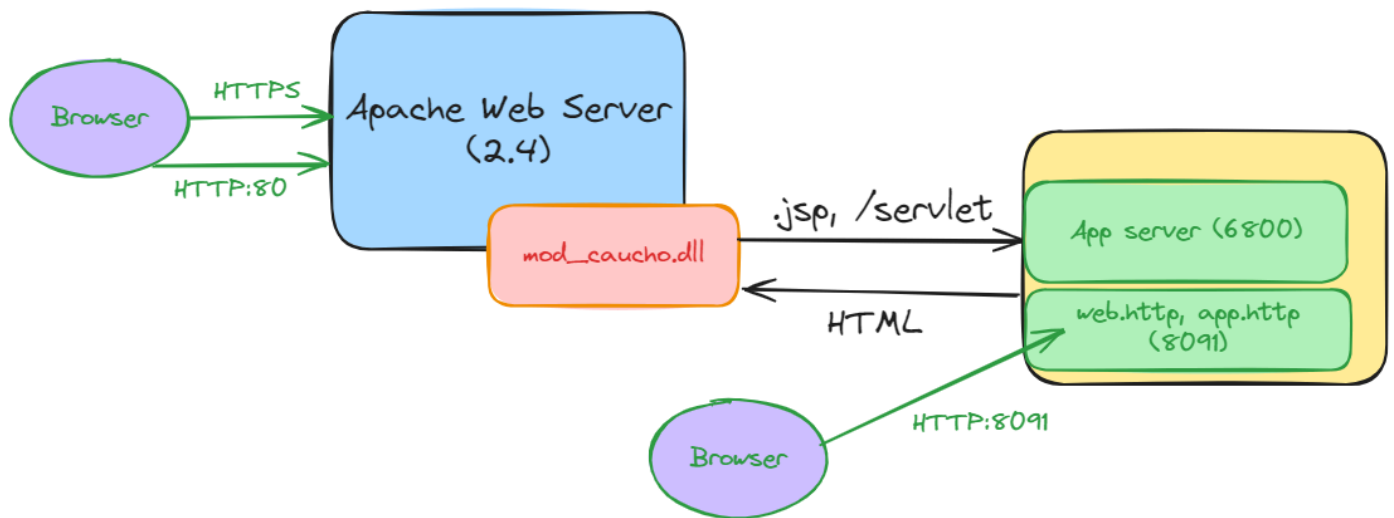 HTTPS
Browser
HTTP:80
Apache Web Server
(2.4)
mod_caucho.dll
.jsp, /servlet
HTML
App server (6800)
web.http, app.http
(8091)
HTTP:8091
Browser